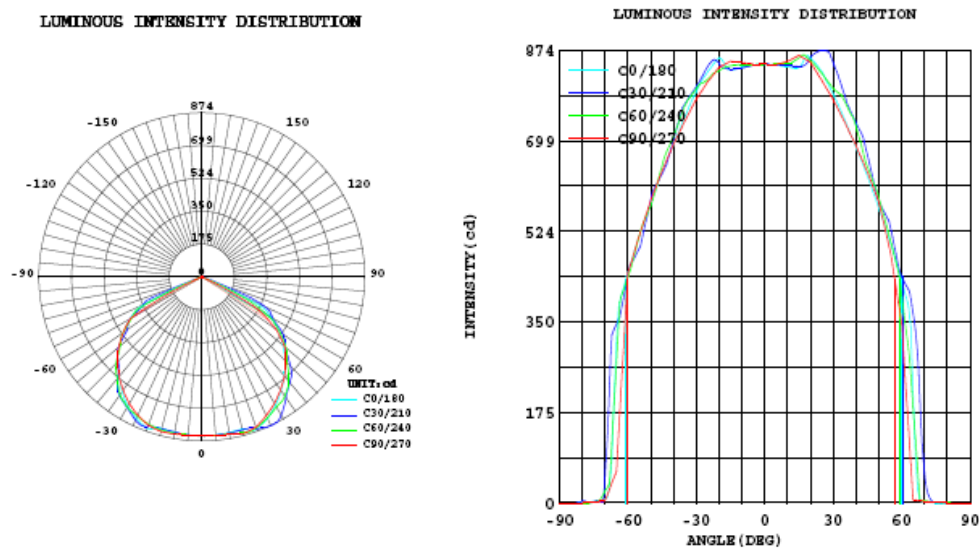 LUMINOUS INTENSITY DISTRIBUTION
874
-150 150
699
-120 524 120
350
175
-90 0 90
-60 60
UNIT:cd
C0/180
C30/210
C60/240
C90/270
-30 30
0
LUMINOUS INTENSITY DISTRIBUTION
874
C0/180
C30/210
C60/240
C90/270
699
INTENSITY(cd)
524
350
175
0
-90 -60 -30 0 30 60 90
ANGLE(DEG)